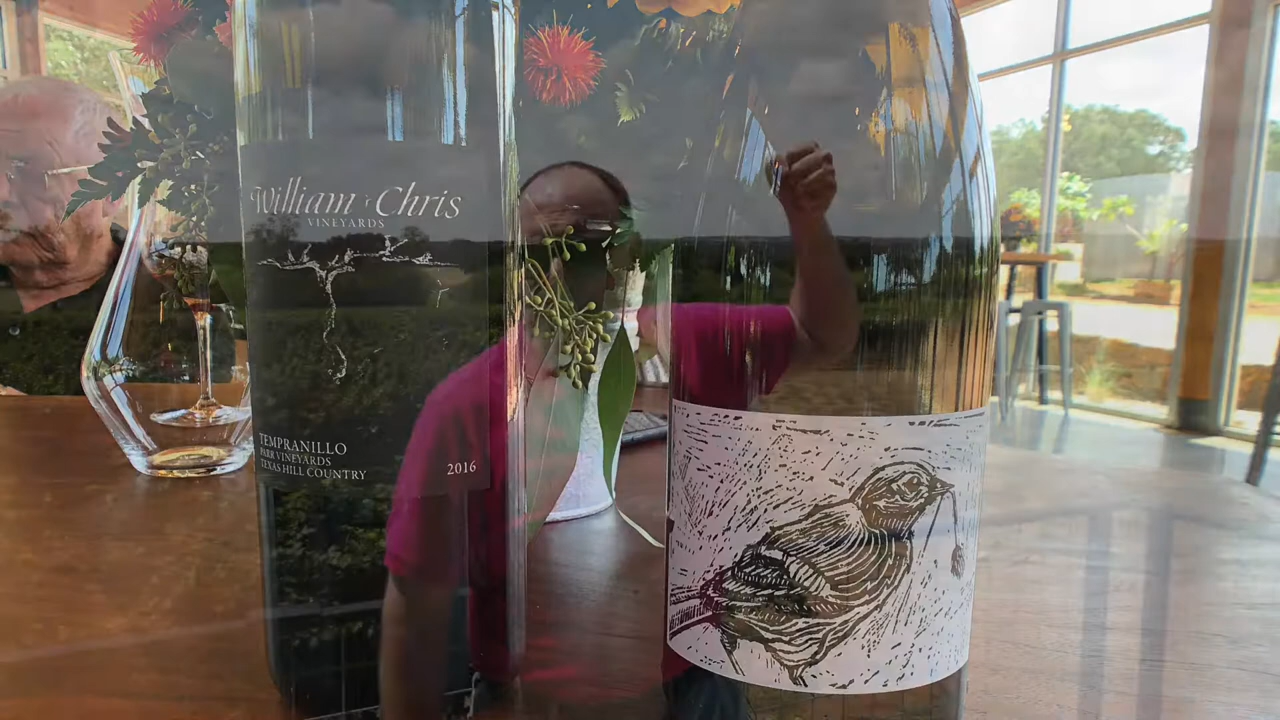 William & Chris
VINEYARDS
TEMPRANILLO
PARR VINEYARDS
TEXAS HILL COUNTRY
2016